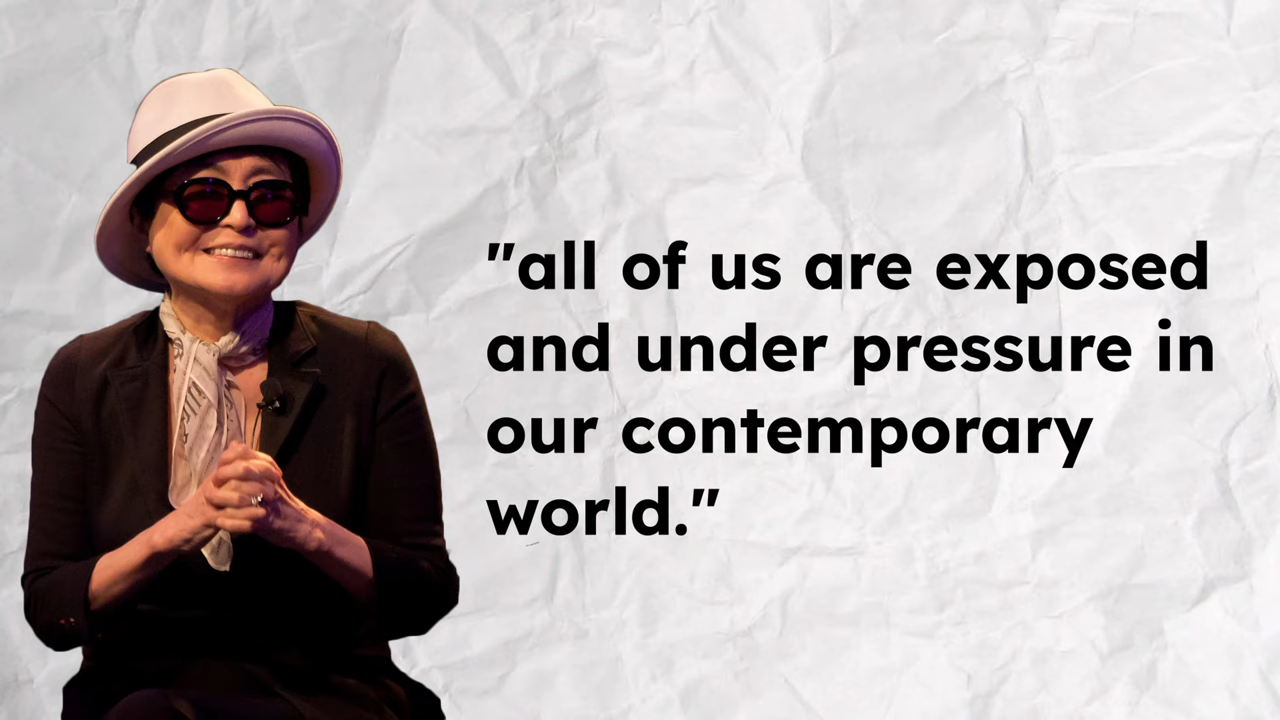 "all of us are exposed
and under pressure in
our contemporary
world."